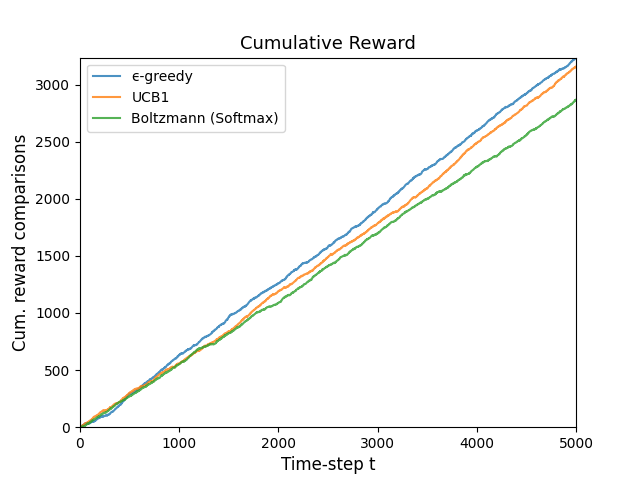 Cumulative Reward
ϵ-greedy
UCB1
Boltzmann (Softmax)
Cum. reward comparisons
3000
2500
2000
1500
1000
500
0
0 1000 2000 3000 4000 5000
Time-step t